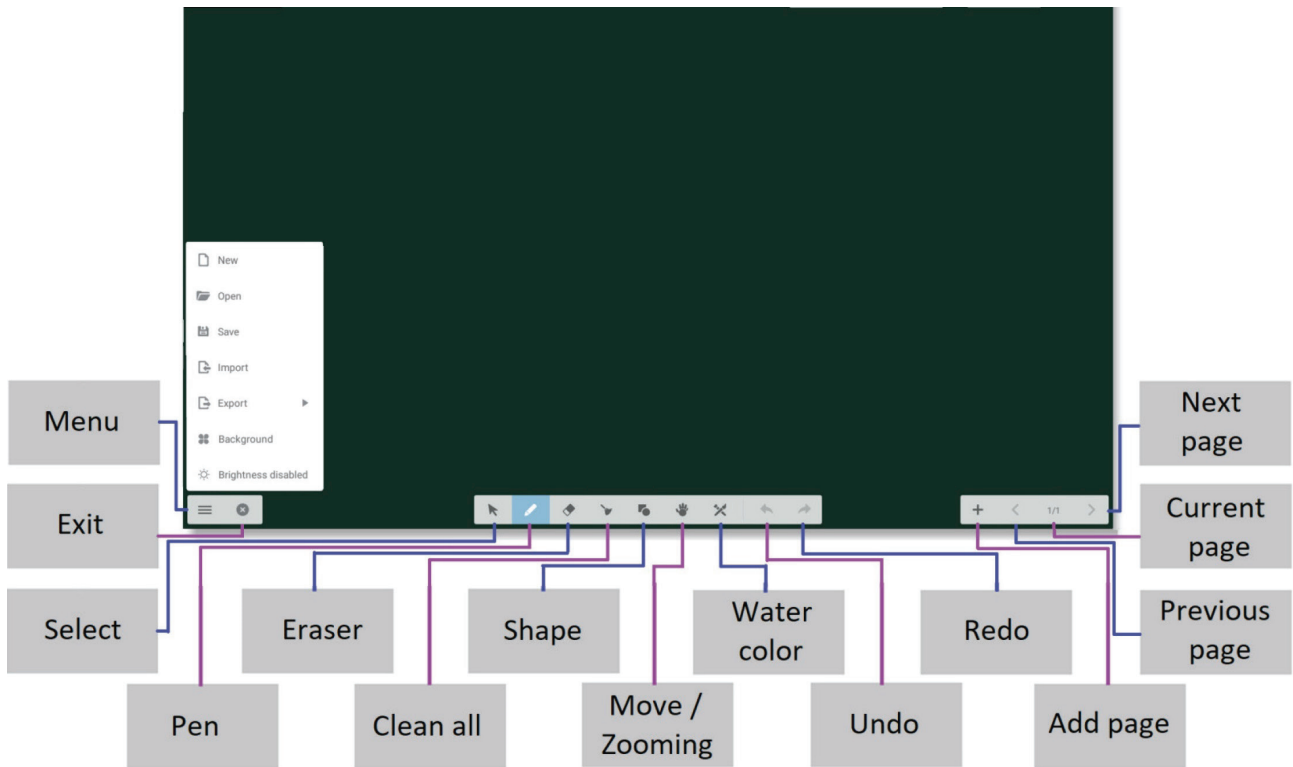 New
Open
Save
Import
Export
Background
Brightness disabled
1/1
Menu
Exit
Select
Pen
Eraser
Clean all
Shape
Move /
Zooming
Water
color
Undo
Redo
Add page
Next
page
Current
page
Previous
page